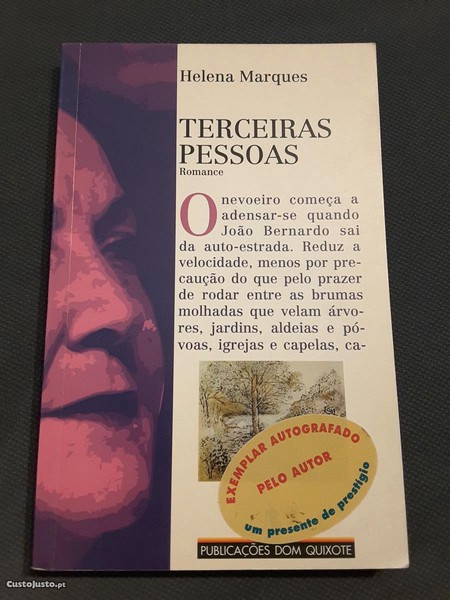 Helena Marques
TERCEIRAS
PESSOAS
Romance
O nevoeiro começa a
adensar-se quando
João Bernardo sai
da auto-estrada. Reduz a
velocidade, menos por pre-
caução do que pelo prazer
de rodar entre as brumas
molhadas que velam árvo-
res, jardins, aldeias e pó-
voas, igrejas e capelas, ca-
EXEMPLAR AUTOGRAFADO
PELO AUTOR
um presente de prestígio
PUBLICAÇÕES DOM QUIXOTE
CustoJusto.pt